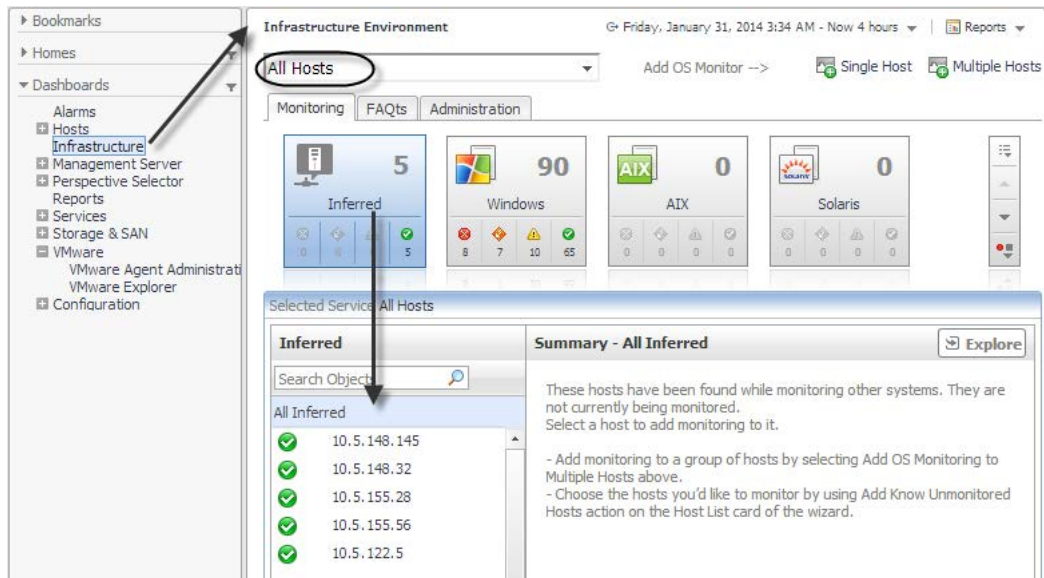 Bookmarks
Homes
Dashboards
Alarms
Hosts
Infrastructure
Management Server
Perspective Selector
Reports
Services
Storage & SAN
VMware
VMware Agent Administrati
VMware Explorer
Configuration
Infrastructure Environment
Friday, January 31, 2014 3:34 AM - Now 4 hours
Reports
All Hosts
Add OS Monitor -->
Single Host
Multiple Hosts
Monitoring FAQts Administration
5
Inferred
5
90
Windows
8 7 10 65
AIX
0
AIX
0 0 0 0
SOLARIS
0
Solaris
0 0 0 0
Selected Service All Hosts
Inferred
Search Objects
All Inferred
10.5.148.145
10.5.148.32
10.5.155.28
10.5.155.56
10.5.122.5
Summary - All Inferred
Explore
These hosts have been found while monitoring other systems. They are
not currently being monitored.
Select a host to add monitoring to it.
- Add monitoring to a group of hosts by selecting Add OS Monitoring to
Multiple Hosts above.
- Choose the hosts you'd like to monitor by using Add Know Unmonitored
Hosts action on the Host List card of the wizard.